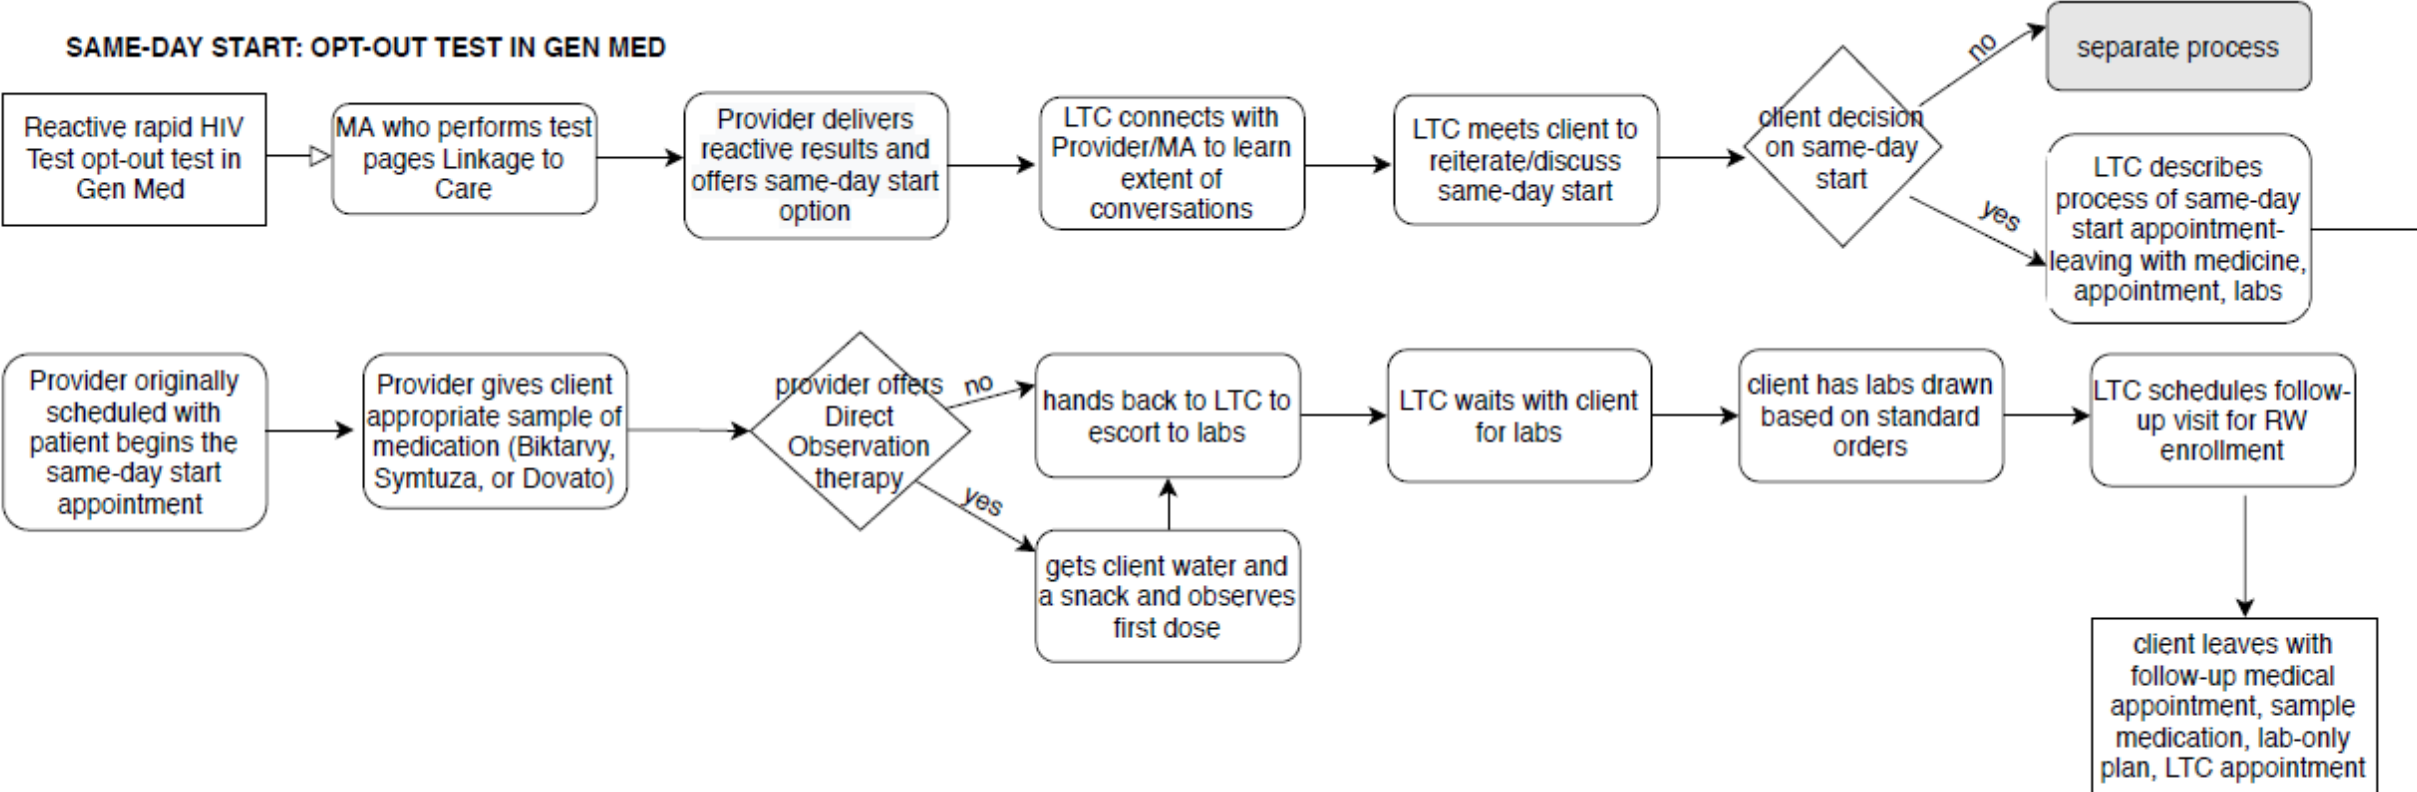 SAME-DAY START: OPT-OUT TEST IN GEN MED
Reactive rapid HIV
Test opt-out test in
Gen Med
MA who performs test
pages Linkage to
Care
Provider delivers
reactive results and
offers same-day start
option
LTC connects with
Provider/MA to learn
extent of
conversations
LTC meets client to
reiterate/discuss
same-day start
client decision
on same-day
start
no
separate process
yes
LTC describes
process of same-day
start appointment-
leaving with medicine,
appointment, labs
Provider originally
scheduled with
patient begins the
same-day start
appointment
Provider gives client
appropriate sample of
medication (Biktarvy,
Symtuza, or Dovato)
provider offers
Direct
Observation
therapy
no
hands back to LTC to
escort to labs
yes
gets client water and
a snack and observes
first dose
LTC waits with client
for labs
client has labs drawn
based on standard
orders
LTC schedules follow-
up visit for RW
enrollment
client leaves with
follow-up medical
appointment, sample
medication, lab-only
plan, LTC appointment